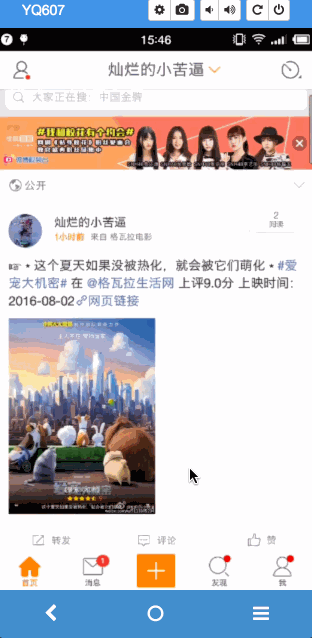 YQ607
7
15:46
灿烂的小苦逼
大家正在搜：中国金牌
#我和校花有个约会#
公开
灿烂的小苦逼
1小时前 来自 格瓦拉电影
2
阅读
这个夏天如果没被热化，就会被它们萌化 #爱
宠大机密# 在 @格瓦拉生活网 上评9.0分 上映时间：
2016-08-02 网页链接
转发
评论
赞
首页
消息
1
发现
我